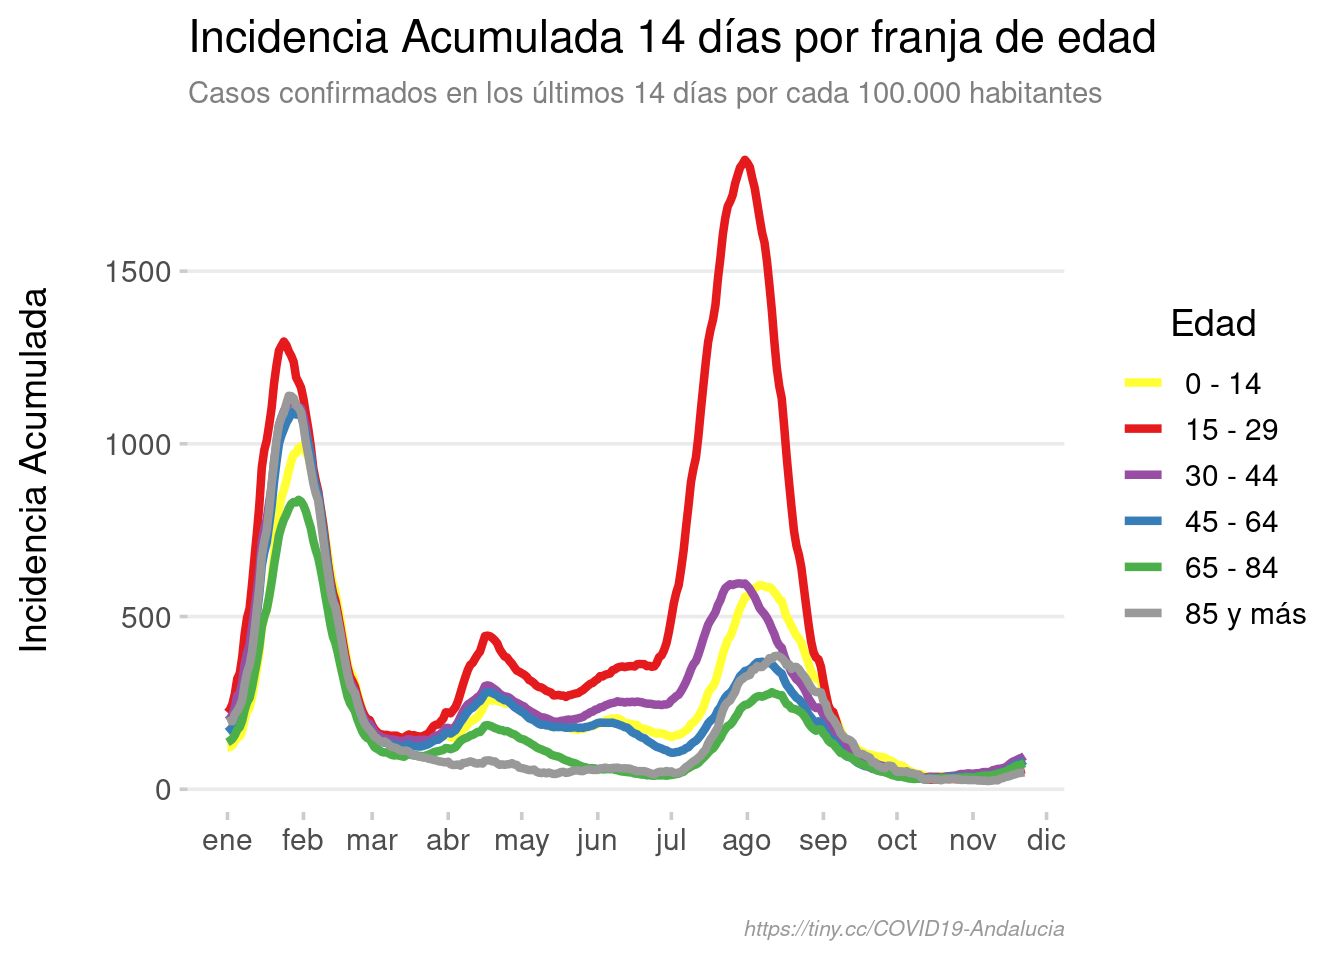 Incidencia Acumulada 14 días por franja de edad
Casos confirmados en los últimos 14 días por cada 100.000 habitantes
Incidencia Acumulada
1500
1000
500
0
ene feb mar abr may jun jul ago sep oct nov dic
Edad
0 - 14
15 - 29
30 - 44
45 - 64
65 - 84
85 y más
https://tiny.cc/COVID19-Andalucia